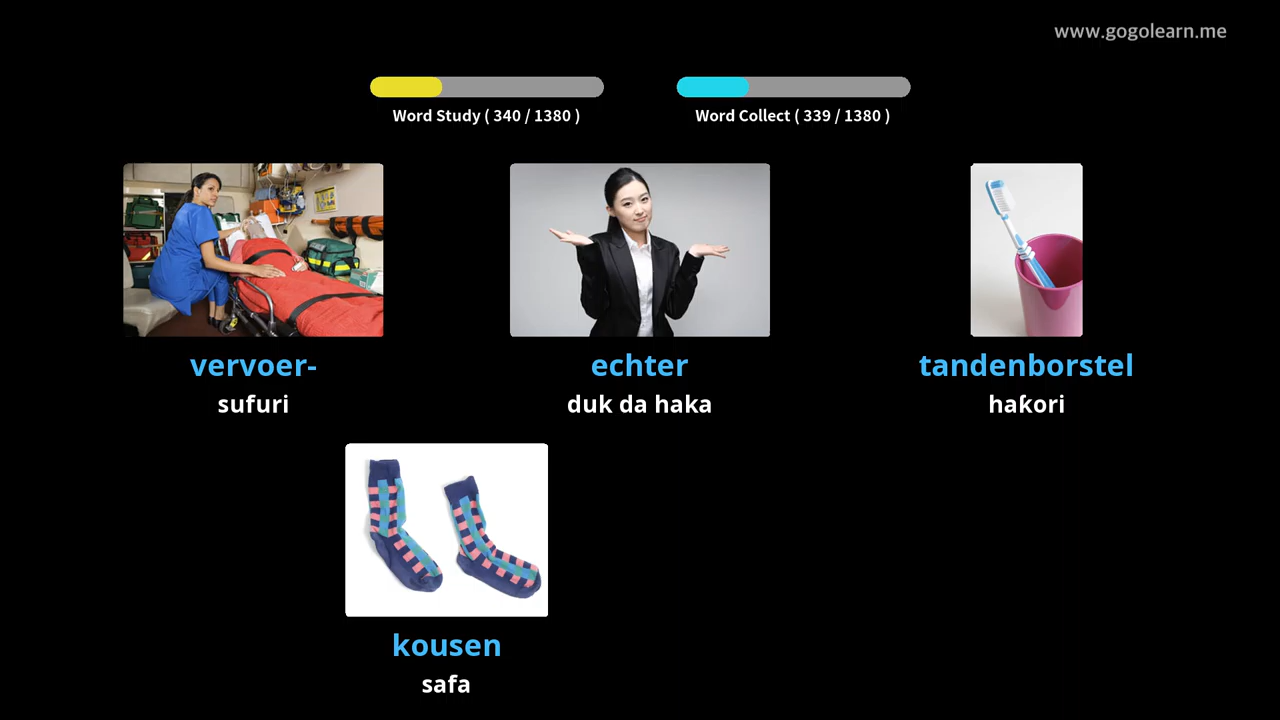 www.gogolearn.me
Word Study ( 340 / 1380 )
Word Collect ( 339 / 1380 )
vervoer-
sufuri
echter
duk da haka
tandenborstel
haƙori
kousen
safa